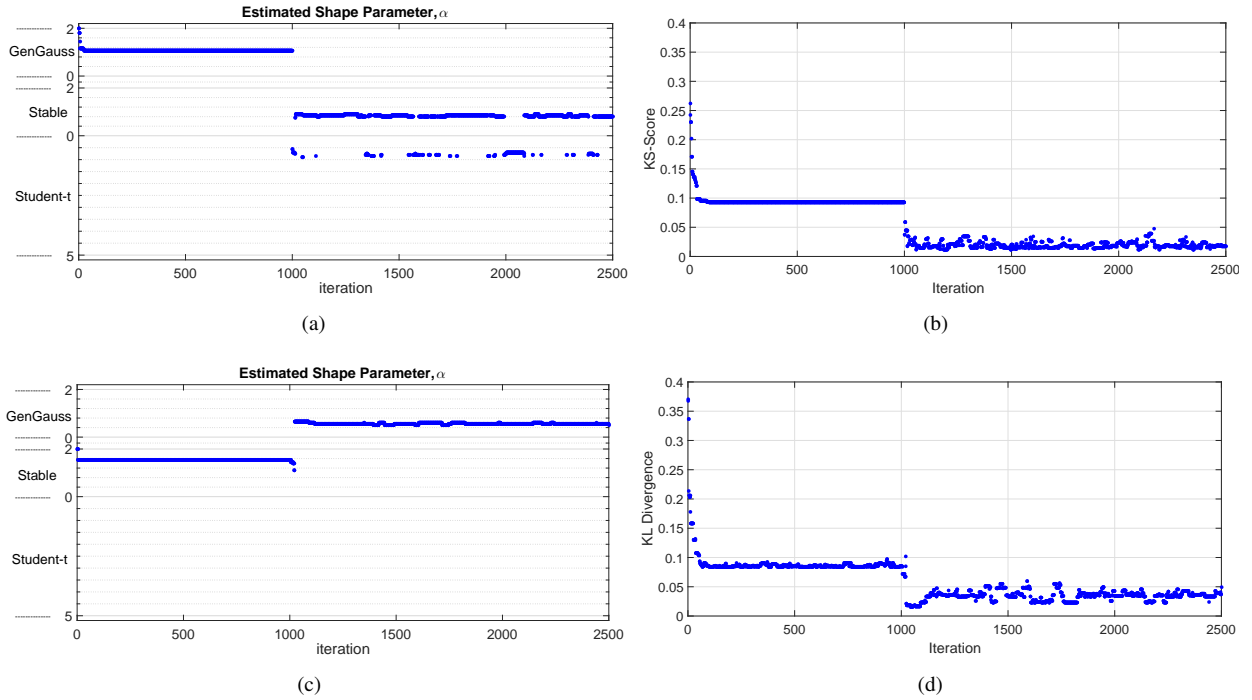 Estimated Shape Parameter, α
2
GenGauss
0
2
Stable
0
Student-t
5
0 500 1000 1500 2000 2500
iteration
(a)
0.4
0.35
0.3
0.25
0.2
0.15
0.1
0.05
0
KS-Score
0 500 1000 1500 2000 2500
Iteration
(b)
Estimated Shape Parameter, α
2
GenGauss
0
2
Stable
0
Student-t
5
0 500 1000 1500 2000 2500
iteration
(c)
0.4
0.35
0.3
0.25
0.2
0.15
0.1
0.05
0
KL Divergence
0 500 1000 1500 2000 2500
Iteration
(d)